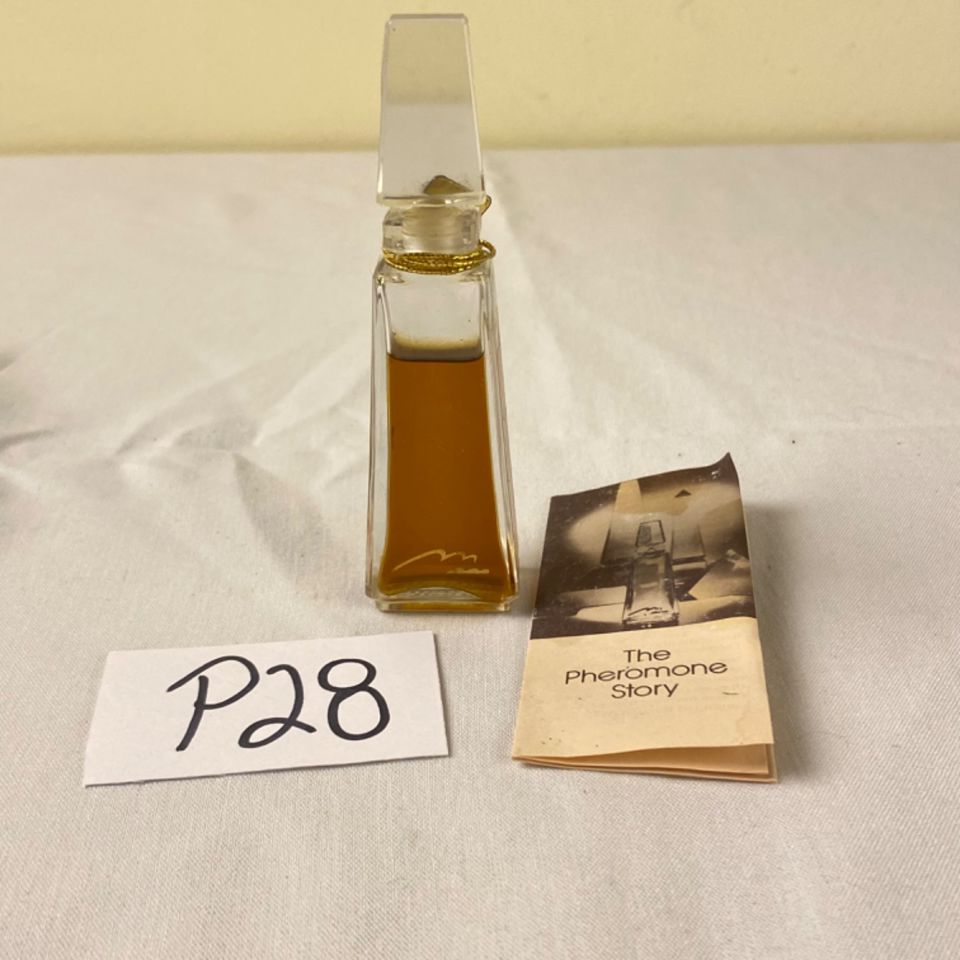 P28
The
Pheromone
Story